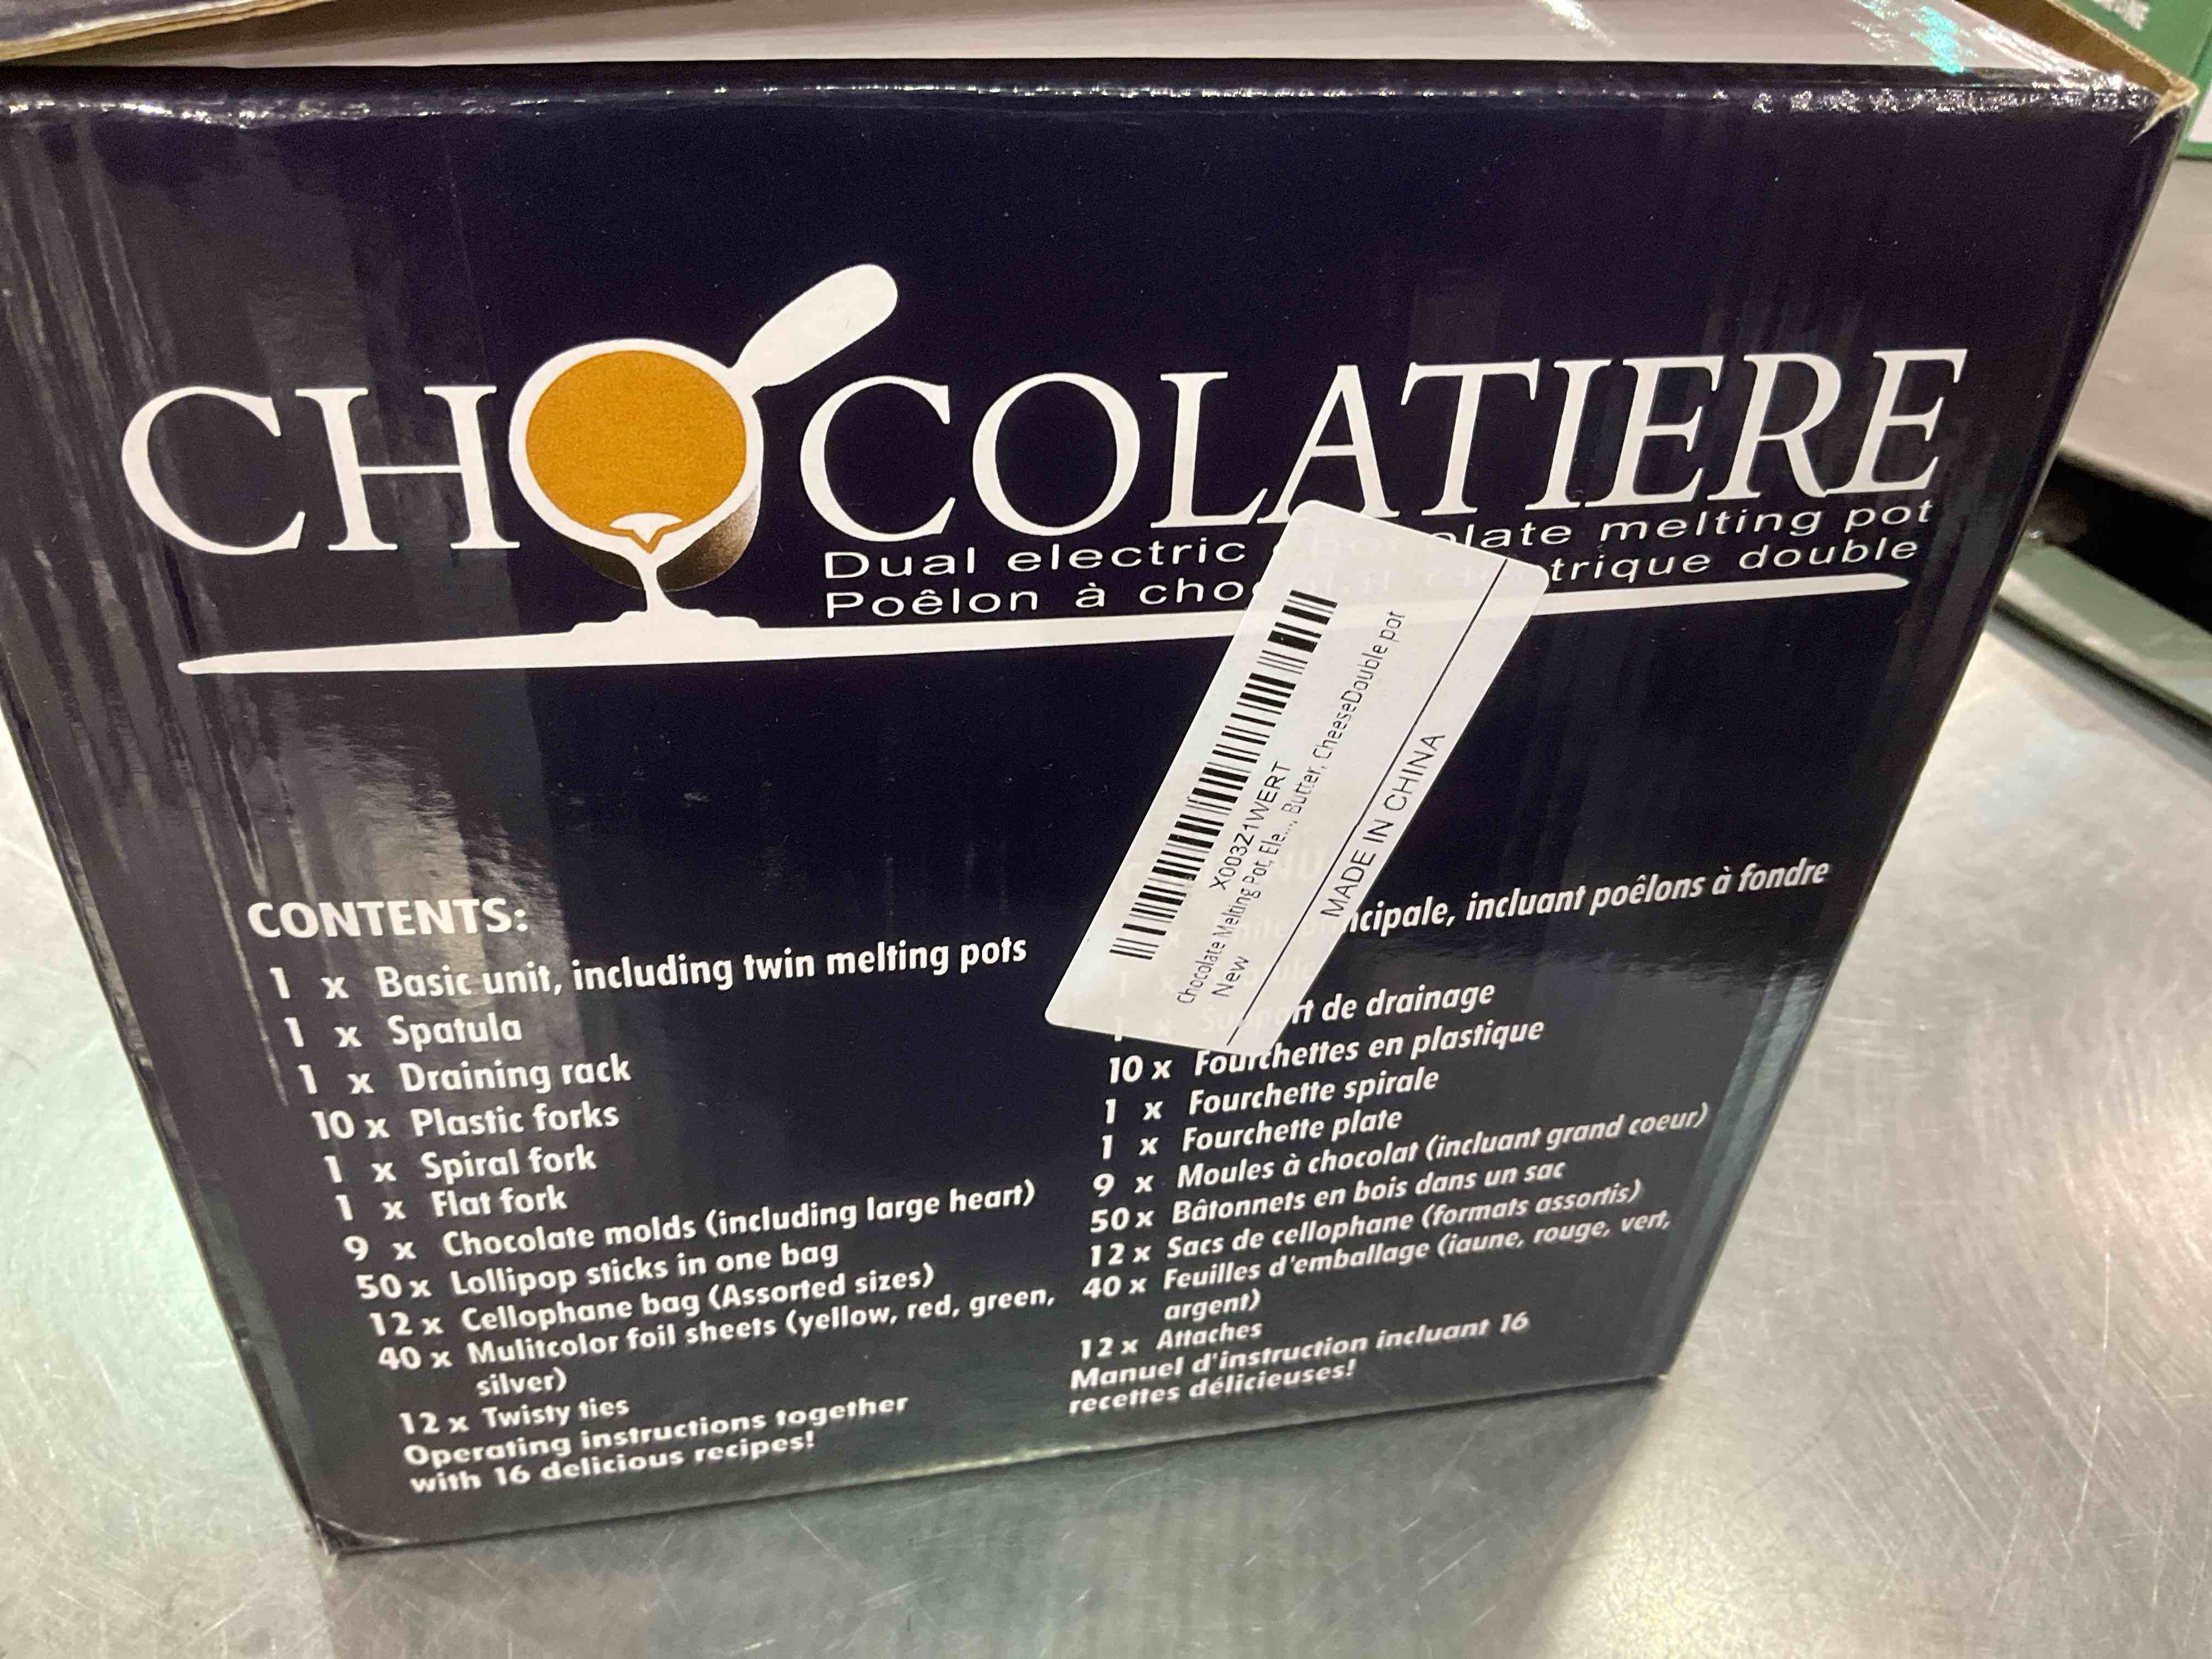 CHOCOLATIERE
Dual electric chocolate melting pot
Poêlon à chocolat électrique double
X003Z1WERT
Chocolate Melting Pot, Ele..., Butter, CheeseDouble pot
New
MADE IN CHINA
CONTENTS:
1 x Basic unit, including twin melting pots
1 x Spatula
1 x Draining rack
10 x Plastic forks
1 x Spiral fork
1 x Flat fork
9 x Chocolate molds (including large heart)
50 x Lollipop sticks in one bag
12 x Cellophane bag (Assorted sizes)
40 x Mulitcolor foil sheets (yellow, red, green,
silver)
12 x Twisty ties
Operating instructions together
with 16 delicious recipes!
incluant poêlons à fondre
1 x Support de drainage
10 x Fourchettes en plastique
1 x Fourchette spirale
1 x Fourchette plate
9 x Moules à chocolat (incluant grand coeur)
50 x Bâtonnets en bois dans un sac
12 x Sacs de cellophane (formats assortis)
40 x Feuilles d'emballage (iaune, rouge, vert,
argent)
12 x Attaches
Manuel d'instruction incluant 16
recettes délicieuses!